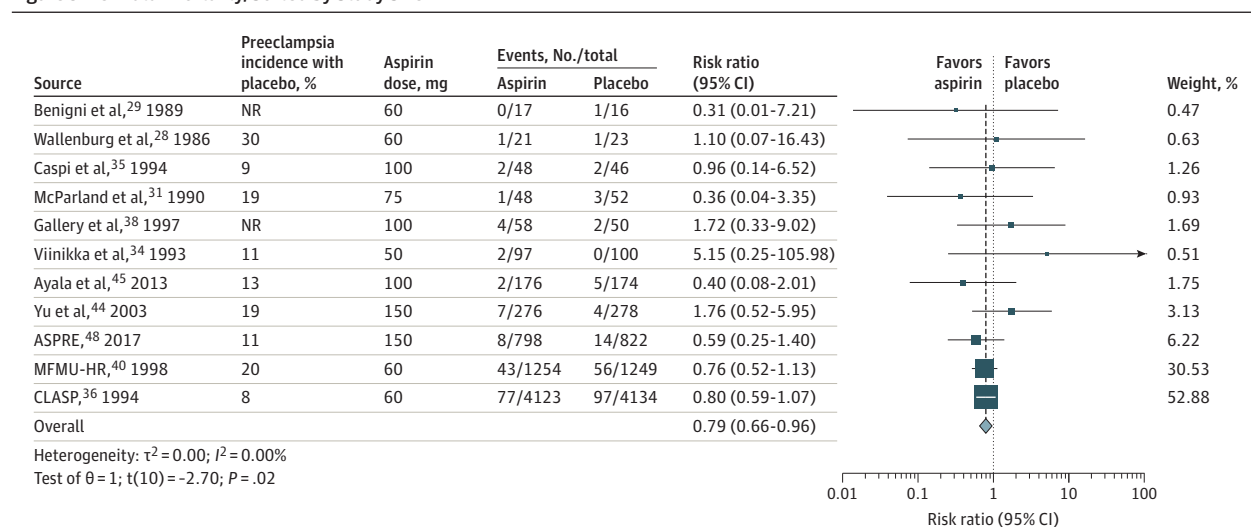 Preeclampsia incidence with placebo, %
Aspirin dose, mg
Events, No./total
Risk ratio (95% CI)
Favors aspirin
Favors placebo
Source Aspirin Placebo Weight, %
Benigni et al,29 1989 NR 60 0/17 1/16 0.31 (0.01-7.21) 0.47
Wallenburg et al,28 1986 30 60 1/21 1/23 1.10 (0.07-16.43) 0.63
Caspi et al,35 1994 9 100 2/48 2/46 0.96 (0.14-6.52) 1.26
McParland et al,31 1990 19 75 1/48 3/52 0.36 (0.04-3.35) 0.93
Gallery et al,38 1997 NR 100 4/58 2/50 1.72 (0.33-9.02) 1.69
Viinikka et al,34 1993 11 50 2/97 0/100 5.15 (0.25-105.98) 0.51
Ayala et al,45 2013 13 100 2/176 5/174 0.40 (0.08-2.01) 1.75
Yu et al,44 2003 19 150 7/276 4/278 1.76 (0.52-5.95) 3.13
ASPRE,48 2017 11 150 8/798 14/822 0.59 (0.25-1.40) 6.22
MFMU-HR,40 1998 20 60 43/1254 56/1249 0.76 (0.52-1.13) 30.53
CLASP,36 1994 8 60 77/4123 97/4134 0.80 (0.59-1.07) 52.88
Overall 0.79 (0.66-0.96)
Heterogeneity: τ2 = 0.00; I2 = 0.00%
Test of θ = 1; t(10) = –2.70; P = .02
0.01 0.1 1 10 100
Risk ratio (95% CI)